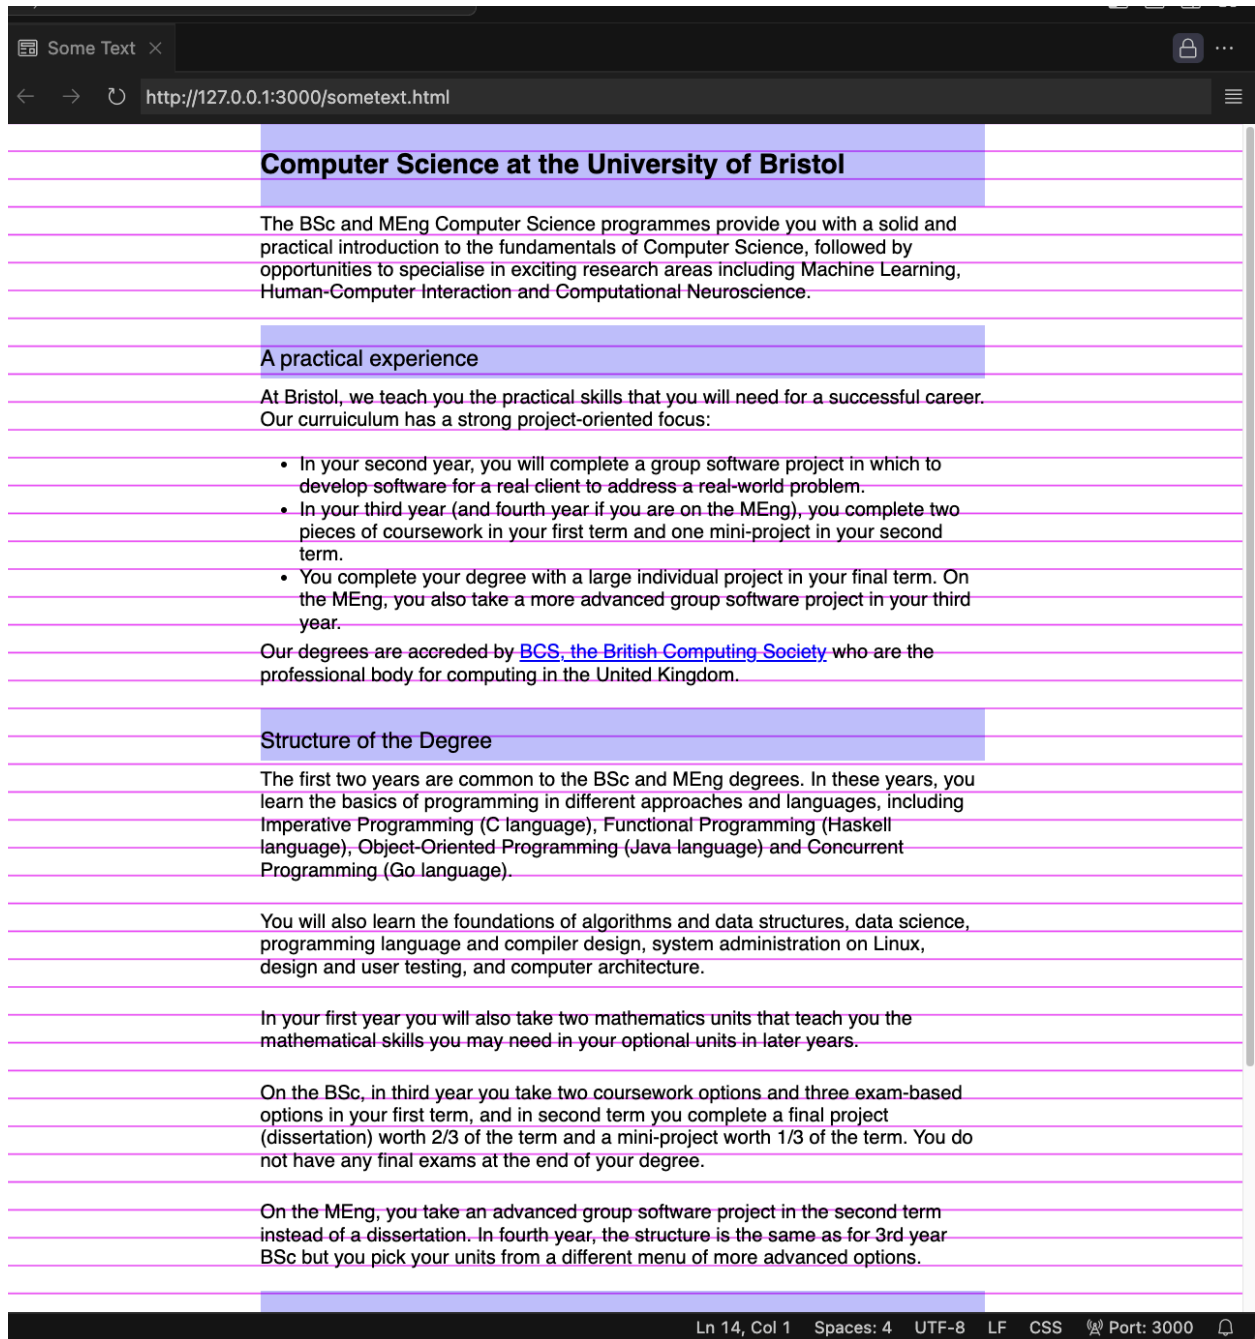 Some Text
http://127.0.0.1:3000/sometext.html
Computer Science at the University of Bristol
The BSc and MEng Computer Science programmes provide you with a solid and
practical introduction to the fundamentals of Computer Science, followed by
opportunities to specialise in exciting research areas including Machine Learning,
Human-Computer Interaction and Computational Neuroscience.
A practical experience
At Bristol, we teach you the practical skills that you will need for a successful career.
Our curruiculum has a strong project-oriented focus:
• In your second year, you will complete a group software project in which to
develop software for a real client to address a real-world problem.
• In your third year (and fourth year if you are on the MEng), you complete two
pieces of coursework in your first term and one mini-project in your second
term.
• You complete your degree with a large individual project in your final term. On
the MEng, you also take a more advanced group software project in your third
year.
Our degrees are accreded by BCS, the British Computing Society who are the
professional body for computing in the United Kingdom.
Structure of the Degree
The first two years are common to the BSc and MEng degrees. In these years, you
learn the basics of programming in different approaches and languages, including
Imperative Programming (C language), Functional Programming (Haskell
language), Object-Oriented Programming (Java language) and Concurrent
Programming (Go language).
You will also learn the foundations of algorithms and data structures, data science,
programming language and compiler design, system administration on Linux,
design and user testing, and computer architecture.
In your first year you will also take two mathematics units that teach you the
mathematical skills you may need in your optional units in later years.
On the BSc, in third year you take two coursework options and three exam-based
options in your first term, and in second term you complete a final project
(dissertation) worth 2/3 of the term and a mini-project worth 1/3 of the term. You do
not have any final exams at the end of your degree.
On the MEng, you take an advanced group software project in the second term
instead of a dissertation. In fourth year, the structure is the same as for 3rd year
BSc but you pick your units from a different menu of more advanced options.
Ln 14, Col 1 Spaces: 4 UTF-8 LF CSS Port: 3000